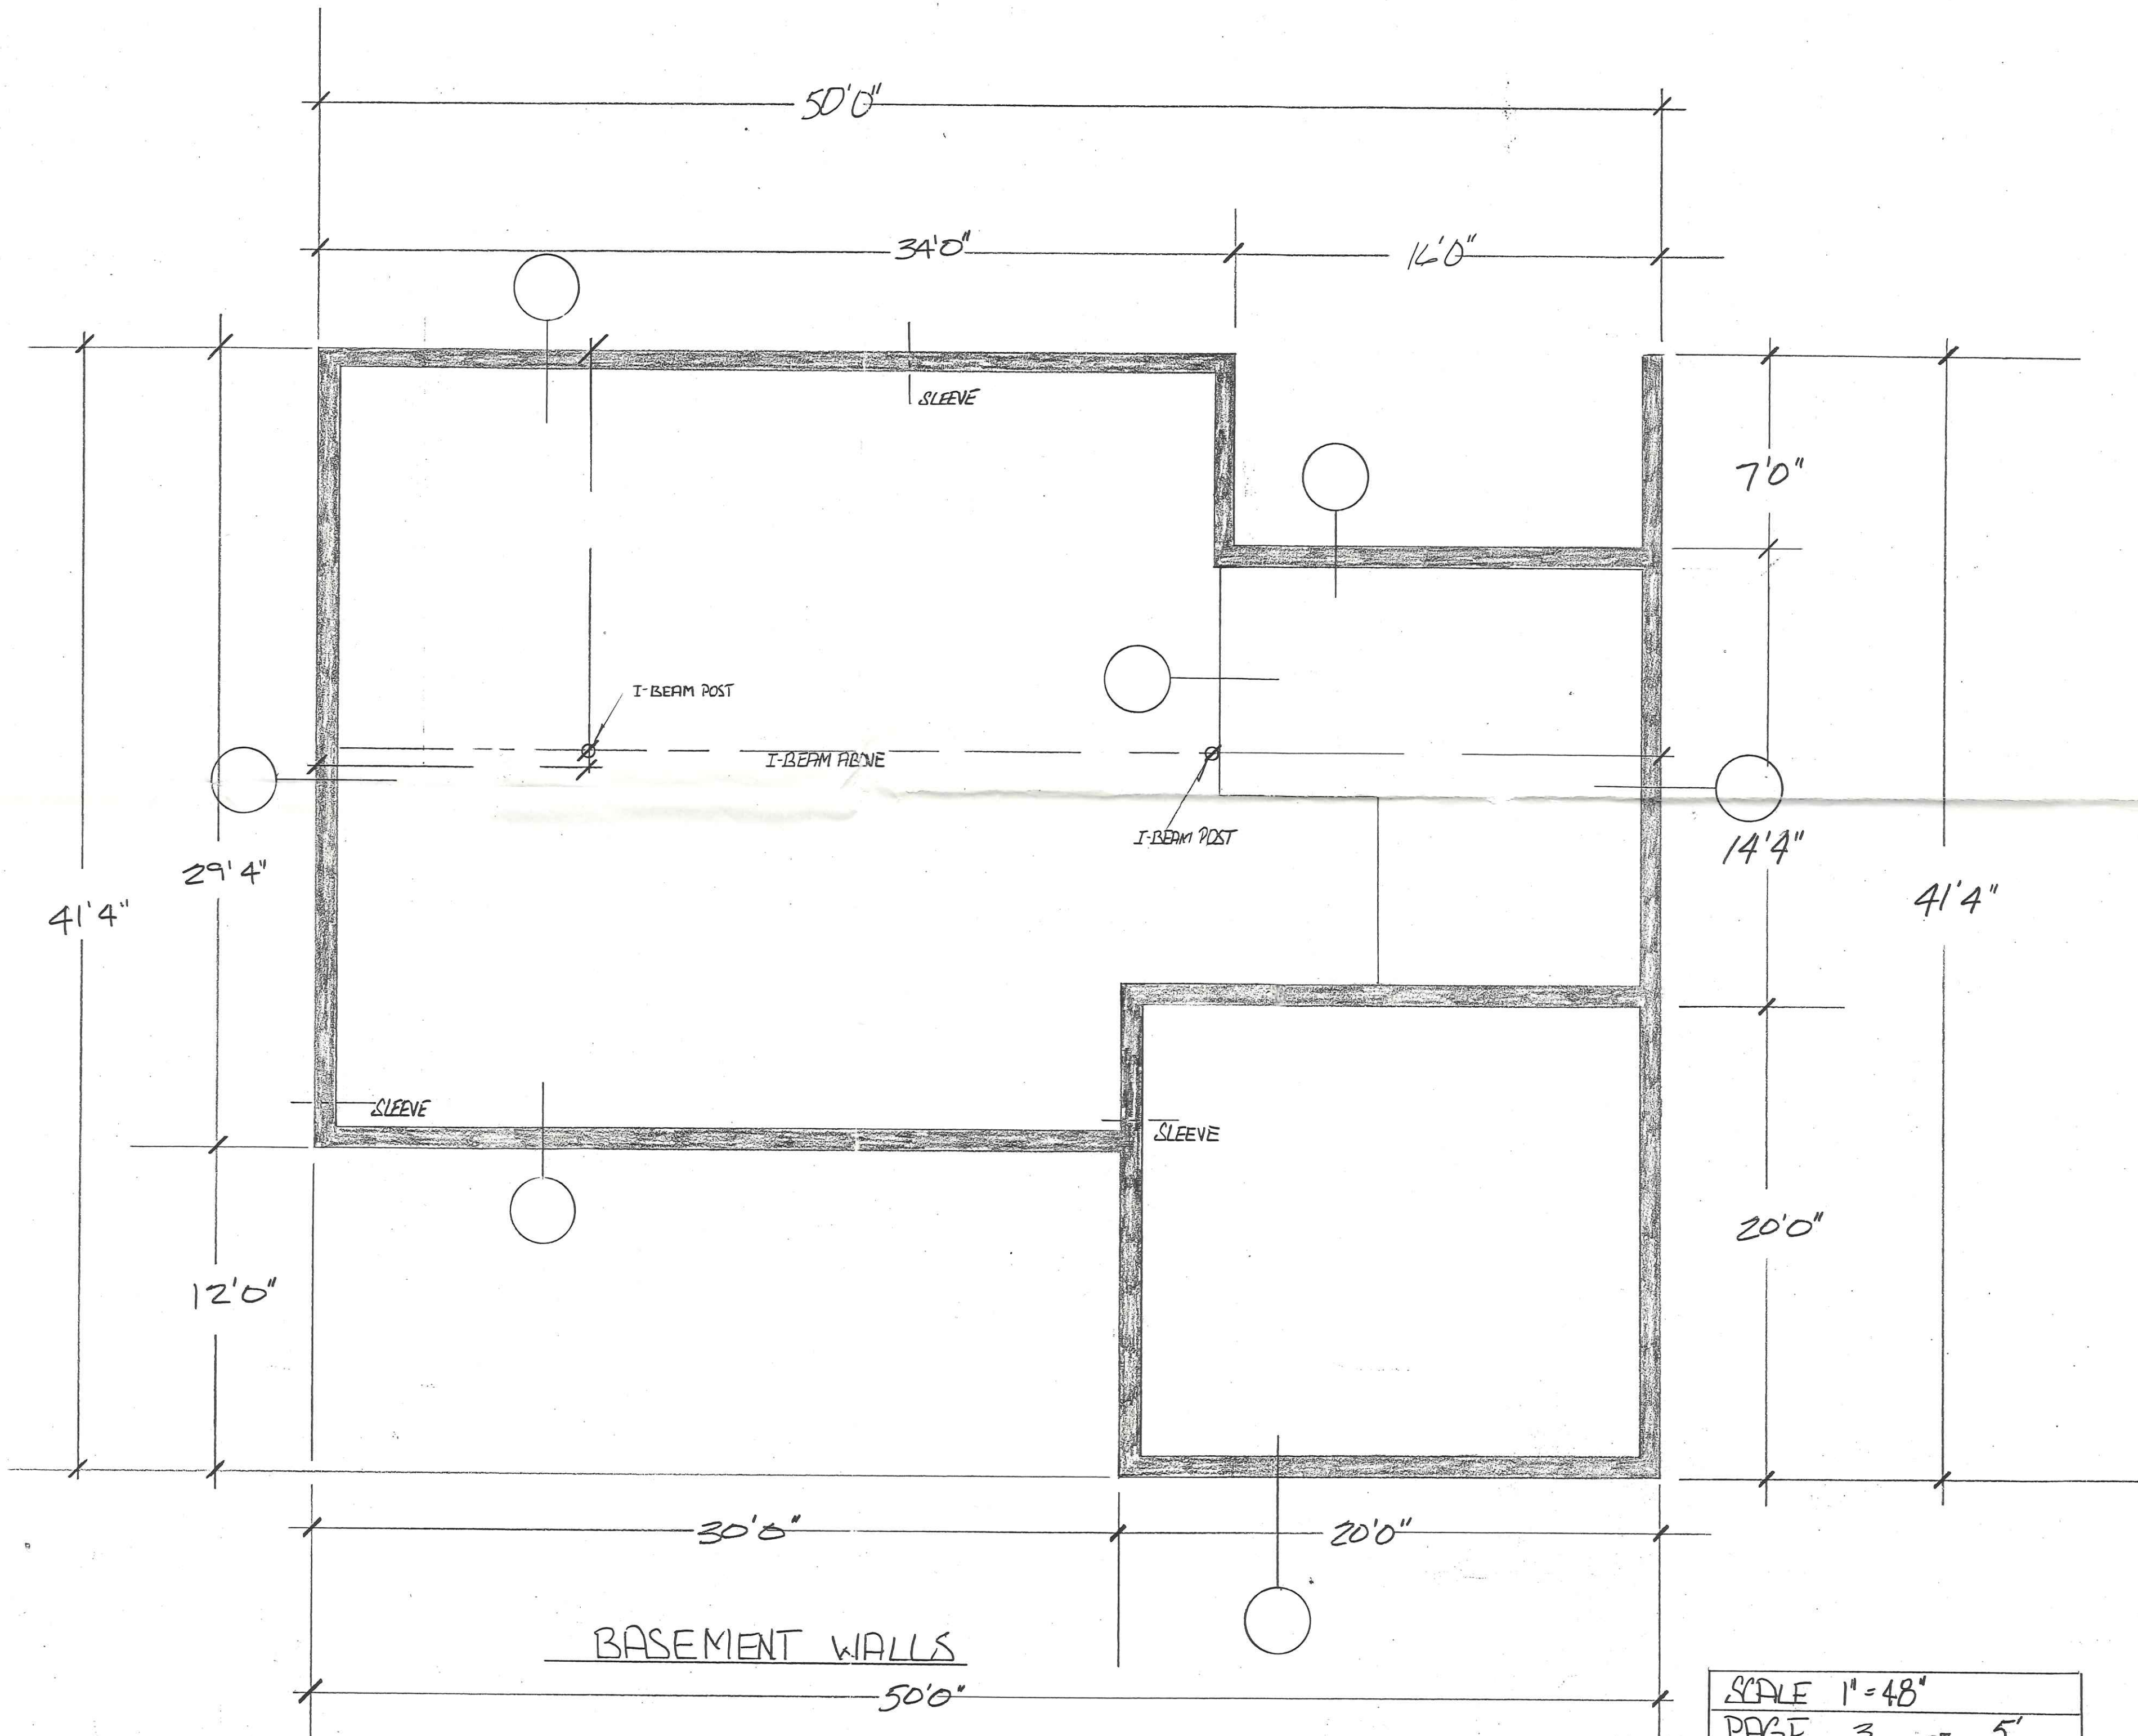 50'0"
34'0"
16'0"
SLEEVE
7'0"
I-BEAM POST
I-BEAM ABOVE
I-BEAM POST
14'4"
29'4"
41'4"
41'4"
SLEEVE
SLEEVE
20'0"
12'0"
30'0"
20'0"
BASEMENT WALLS
50'0"
SCALE 1"=48"
PAGE 3